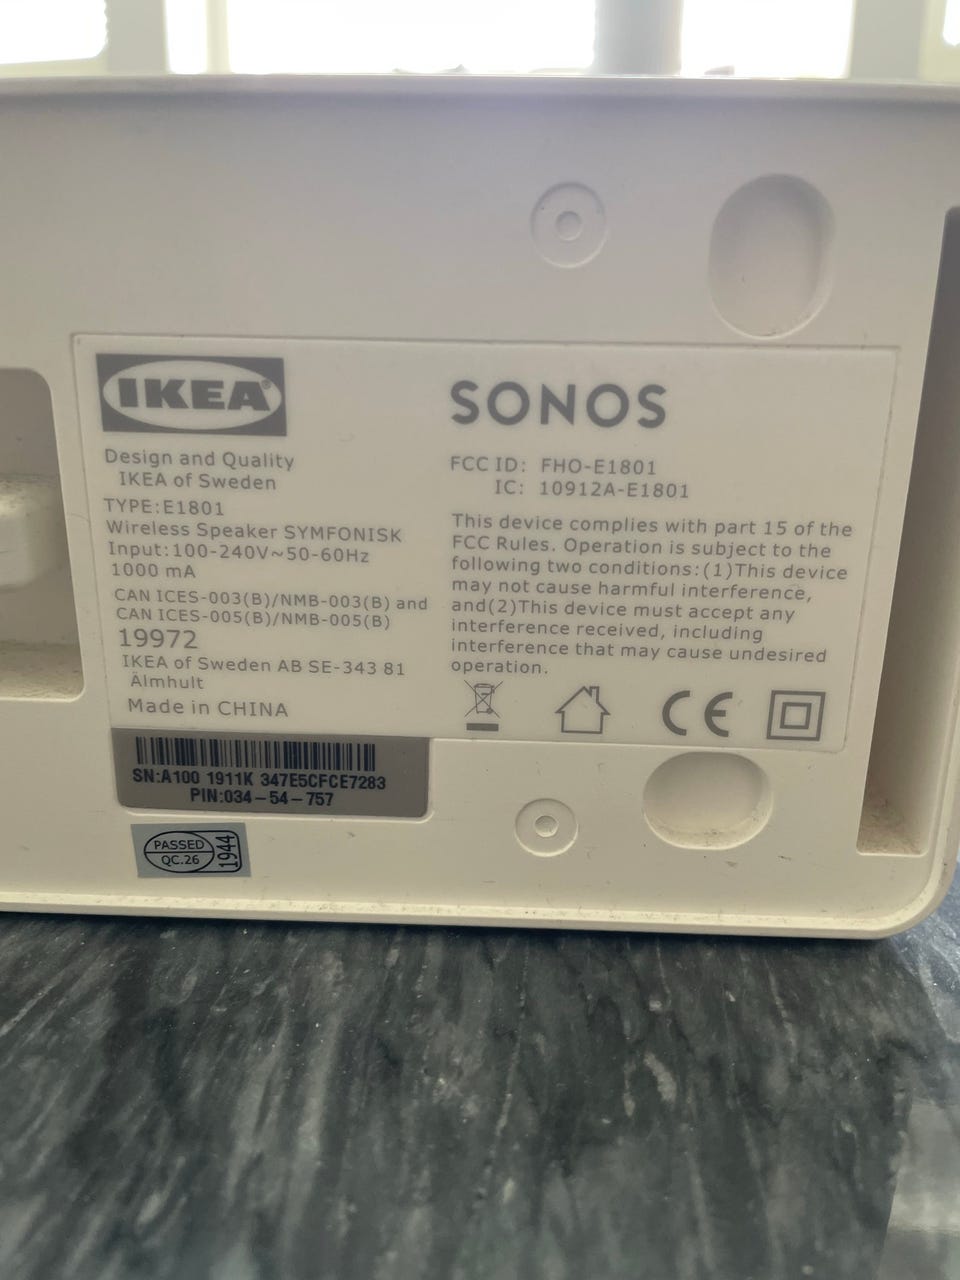 IKEA®
Design and Quality
IKEA of Sweden
TYPE:E1801
Wireless Speaker SYMFONISK
Input:100-240V~50-60Hz
1000 mA
CAN ICES-003(B)/NMB-003(B) and
CAN ICES-005(B)/NMB-005(B)
19972
IKEA of Sweden AB SE-343 81
Älmhult
Made in CHINA
SONOS
FCC ID: FHO-E1801
IC: 10912A-E1801
This device complies with part 15 of the
FCC Rules. Operation is subject to the
following two conditions:(1)This device
may not cause harmful interference,
and(2)This device must accept any
interference received, including
interference that may cause undesired
operation.
CE
SN:A100 1911K 347E5CFCE7283
PIN:034-54-757
PASSED
QC.26
1944